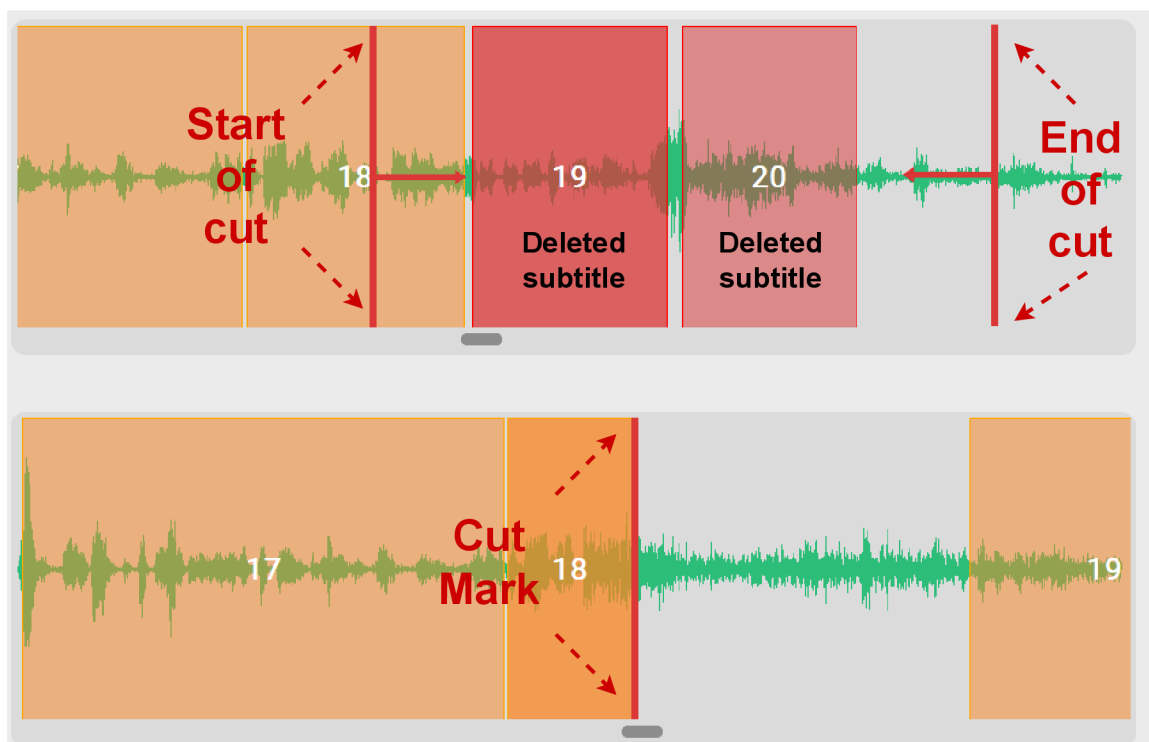 Start
of
cut
18
19
20
End
of
cut
Deleted
subtitle
Deleted
subtitle
17
Cut
Mark
18
19